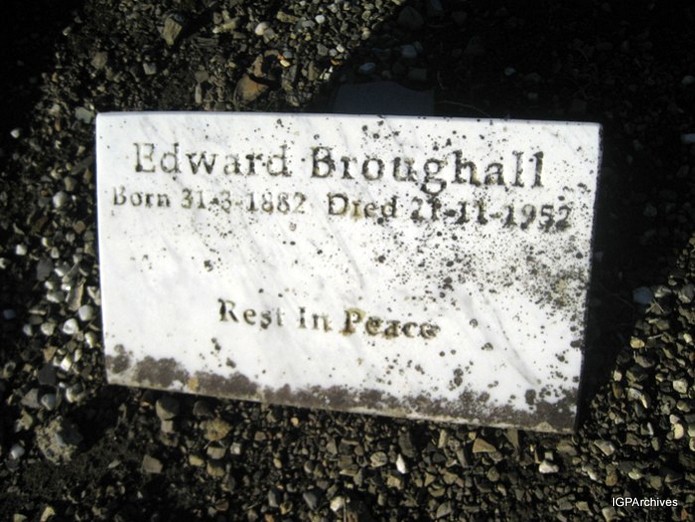 Edward Broughall
Born 31-3-1882 Died 21-11-1952
Rest In Peace
IGPArchives